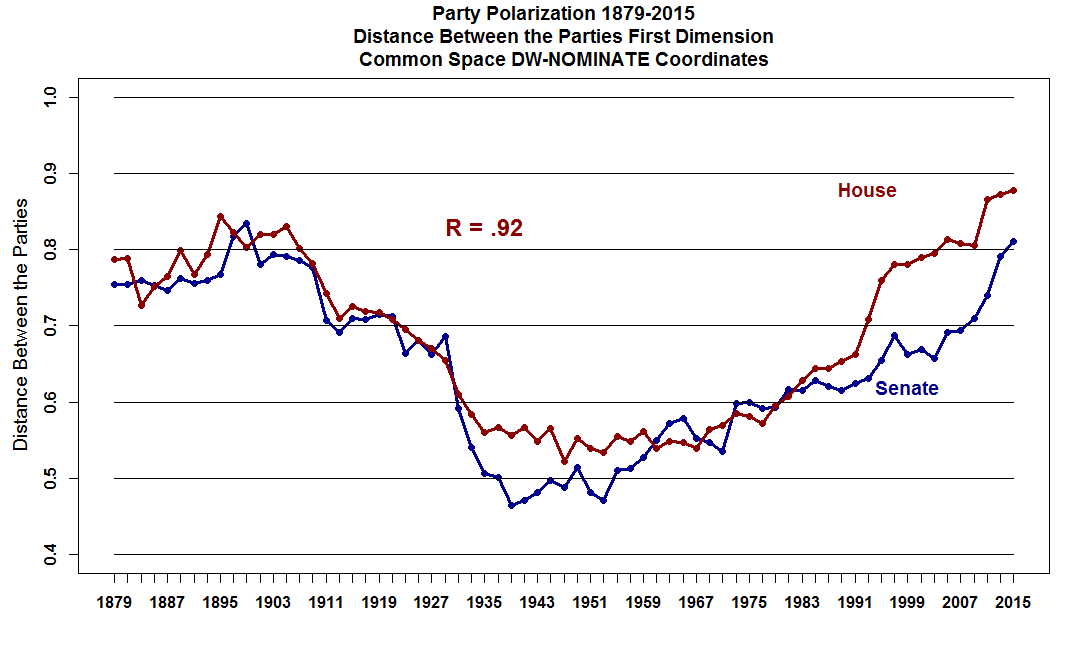 Party Polarization 1879-2015
Distance Between the Parties First Dimension
Common Space DW-NOMINATE Coordinates
Distance Between the Parties
1.0
0.9
0.8
0.7
0.6
0.5
0.4
House
R = .92
Senate
1879 1887 1895 1903 1911 1919 1927 1935 1943 1951 1959 1967 1975 1983 1991 1999 2007 2015